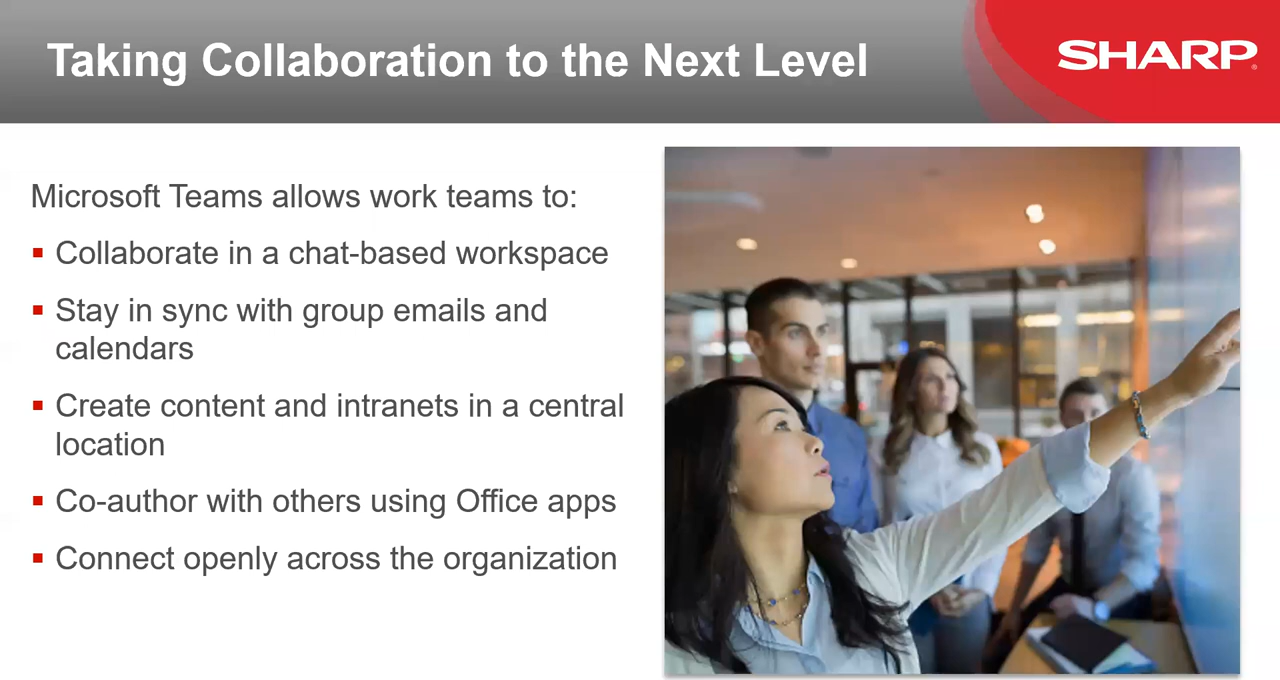 Taking Collaboration to the Next Level
SHARP
Microsoft Teams allows work teams to:
Collaborate in a chat-based workspace
Stay in sync with group emails and
calendars
Create content and intranets in a central
location
Co-author with others using Office apps
Connect openly across the organization